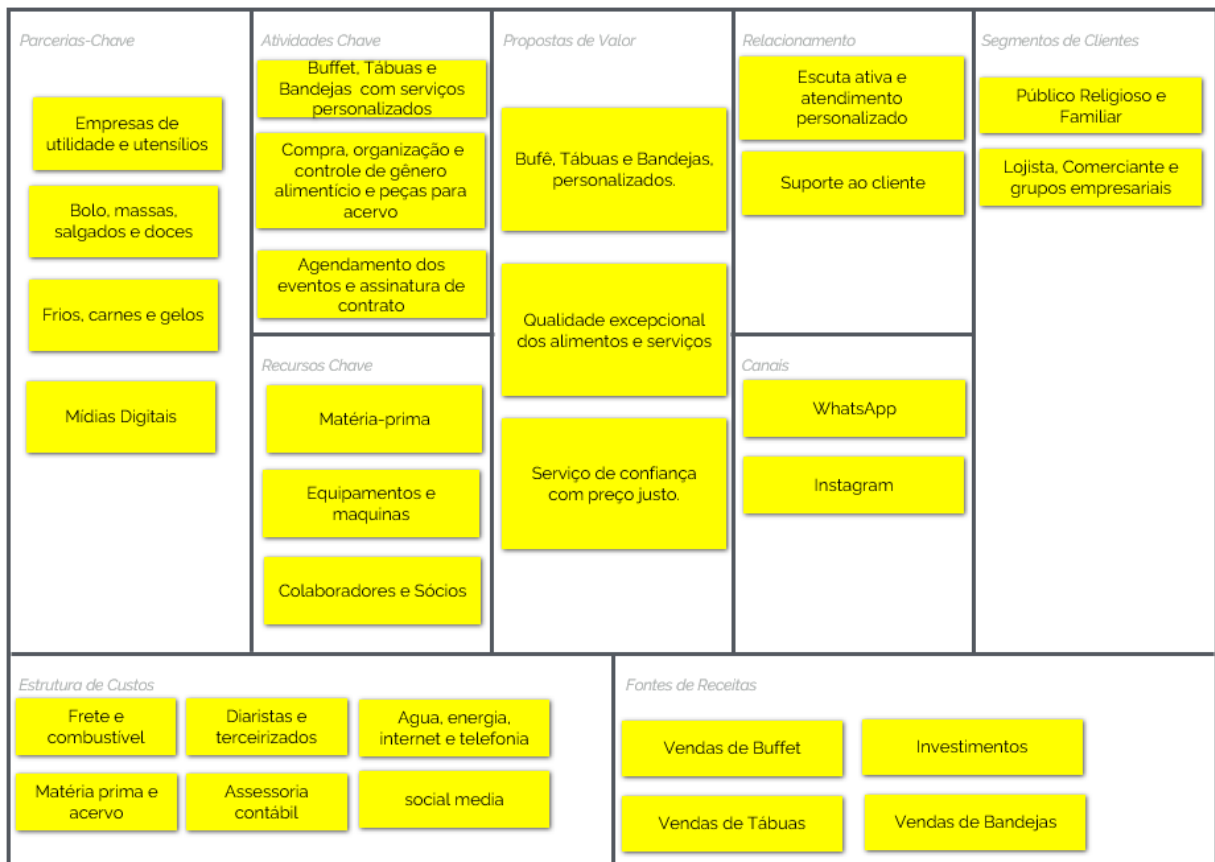 Parcerias-Chave
Empresas de
utilidade e utensílios
Bolo, massas,
salgados e doces
Frios, carnes e gelos
Mídias Digitais
Atividades Chave
Buffet, Tábuas e
Bandejas com serviços
personalizados
Compra, organização e
controle de gênero
alimentício e peças para
acervo
Agendamento dos
eventos e assinatura de
contrato
Recursos Chave
Matéria-prima
Equipamentos e
maquinas
Colaboradores e Sócios
Propostas de Valor
Bufê, Tábuas e Bandejas,
personalizados.
Qualidade excepcional
dos alimentos e serviços
Serviço de confiança
com preço justo.
Relacionamento
Escuta ativa e
atendimento
personalizado
Suporte ao cliente
Canais
WhatsApp
Instagram
Segmentos de Clientes
Público Religioso e
Familiar
Lojista, Comerciante e
grupos empresariais
Estrutura de Custos
Frete e
combustível
Diaristas e
terceirizados
Agua, energia,
internet e telefonia
Matéria prima e
acervo
Assessoria
contábil
social media
Fontes de Receitas
Vendas de Buffet
Investimentos
Vendas de Tábuas
Vendas de Bandejas